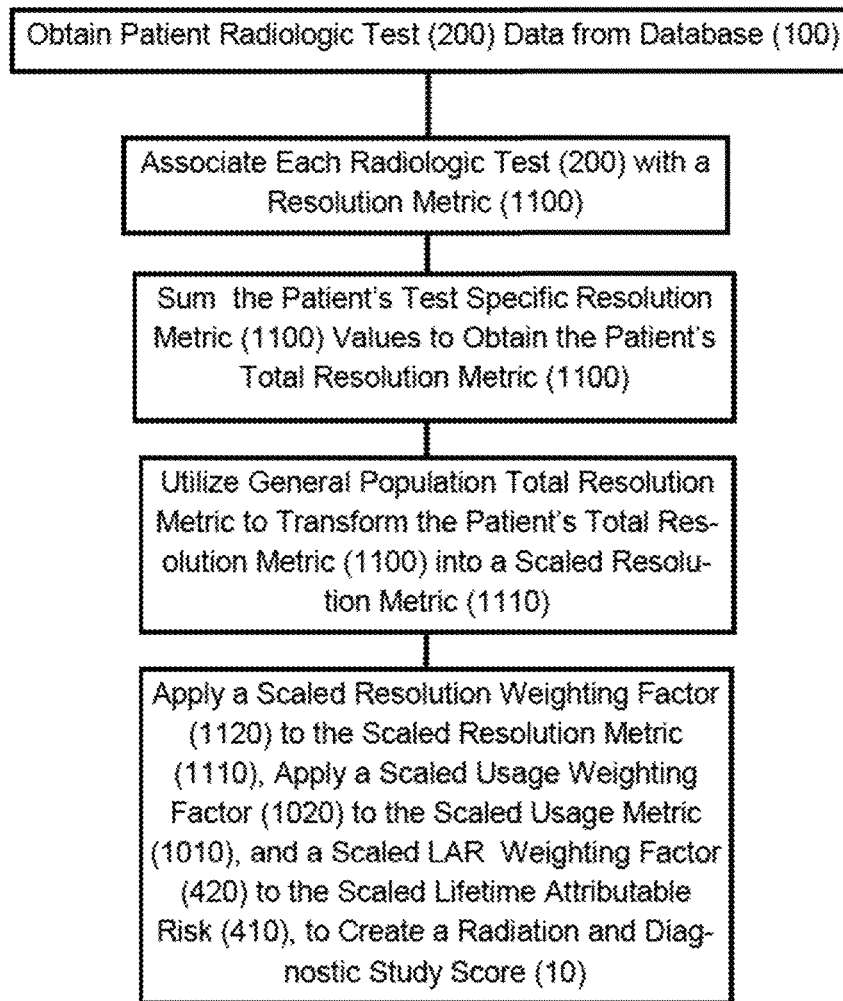 Obtain Patient Radiologic Test (200) Data from Database (100)
Associate Each Radiologic Test (200) with a
Resolution Metric (1100)
Sum the Patient's Test Specific Resolution
Metric (1100) Values to Obtain the Patient's
Total Resolution Metric (1100)
Utilize General Population Total Resolution
Metric to Transform the Patient's Total Res-
olution Metric (1100) into a Scaled Resolu-
tion Metric (1110)
Apply a Scaled Resolution Weighting Factor
(1120) to the Scaled Resolution Metric
(1110), Apply a Scaled Usage Weighting
Factor (1020) to the Scaled Usage Metric
(1010), and a Scaled LAR Weighting Factor
(420) to the Scaled Lifetime Attributable
Risk (410), to Create a Radiation and Diag-
nostic Study Score (10)